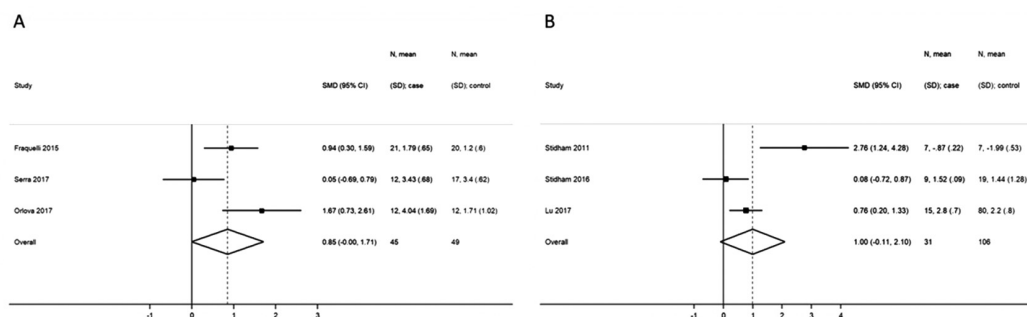 A
N, mean N, mean
Study SMD (95% CI) (SD); case (SD); control
Fraquelli 2015 0.94 (0.30, 1.59) 21, 1.79 (.65) 20, 1.2 (.6)
Serra 2017 0.05 (-0.69, 0.79) 12, 3.43 (.68) 17, 3.4 (.62)
Orlova 2017 1.67 (0.73, 2.61) 12, 4.04 (1.69) 12, 1.71 (1.02)
Overall 0.85 (-0.00, 1.71) 45 49
-1 0 1 2 3
B
N, mean N, mean
Study SMD (95% CI) (SD); case (SD); control
Stidham 2011 2.76 (1.24, 4.28) 7, -.87 (.22) 7, -1.99 (.53)
Stidham 2016 0.08 (-0.72, 0.87) 9, 1.52 (.09) 19, 1.44 (1.28)
Lu 2017 0.76 (0.20, 1.33) 15, 2.8 (.7) 80, 2.2 (.8)
Overall 1.00 (-0.11, 2.10) 31 106
-1 0 1 2 3 4